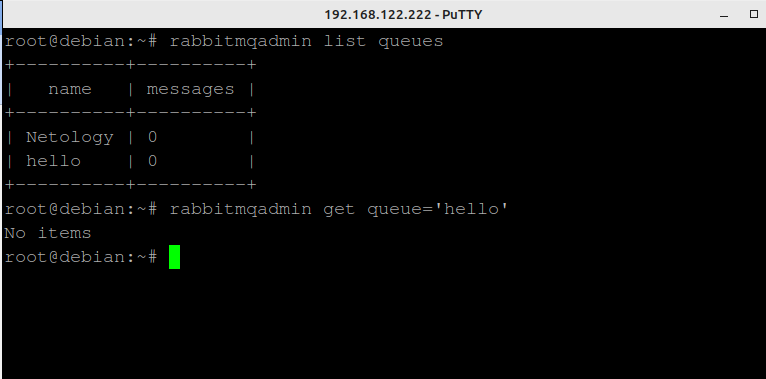 192.168.122.222 - PuTTY
root@debian:~# rabbitmqadmin list queues
+----------+----------+
|   name   | messages |
+----------+----------+
| Netology | 0        |
| hello    | 0        |
+----------+----------+
root@debian:~# rabbitmqadmin get queue='hello'
No items
root@debian:~#